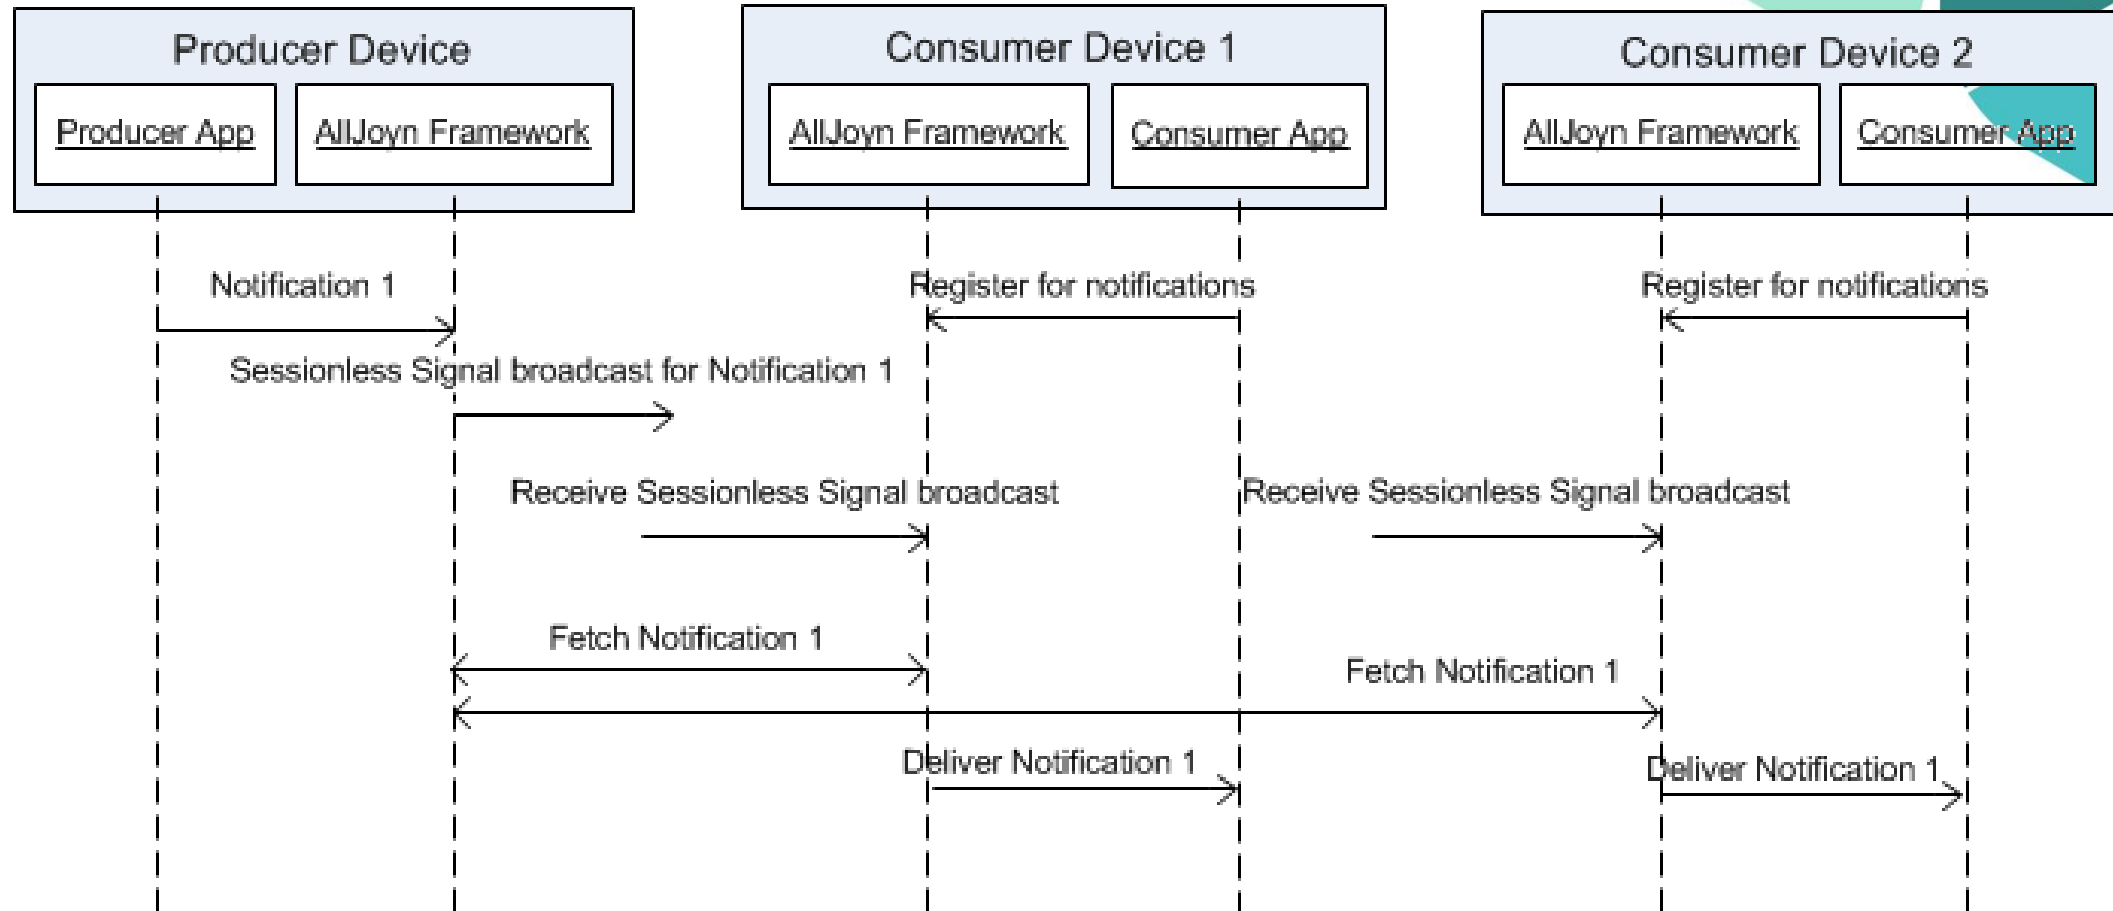 Producer Device
Consumer Device 1
Consumer Device 2
Producer App
AllJoyn Framework
AllJoyn Framework
Consumer App
AllJoyn Framework
Consumer App
Notification 1
Register for notifications
Register for notifications
Sessionless Signal broadcast for Notification 1
Receive Sessionless Signal broadcast
Receive Sessionless Signal broadcast
Fetch Notification 1
Fetch Notification 1
Deliver Notification 1
Deliver Notification 1